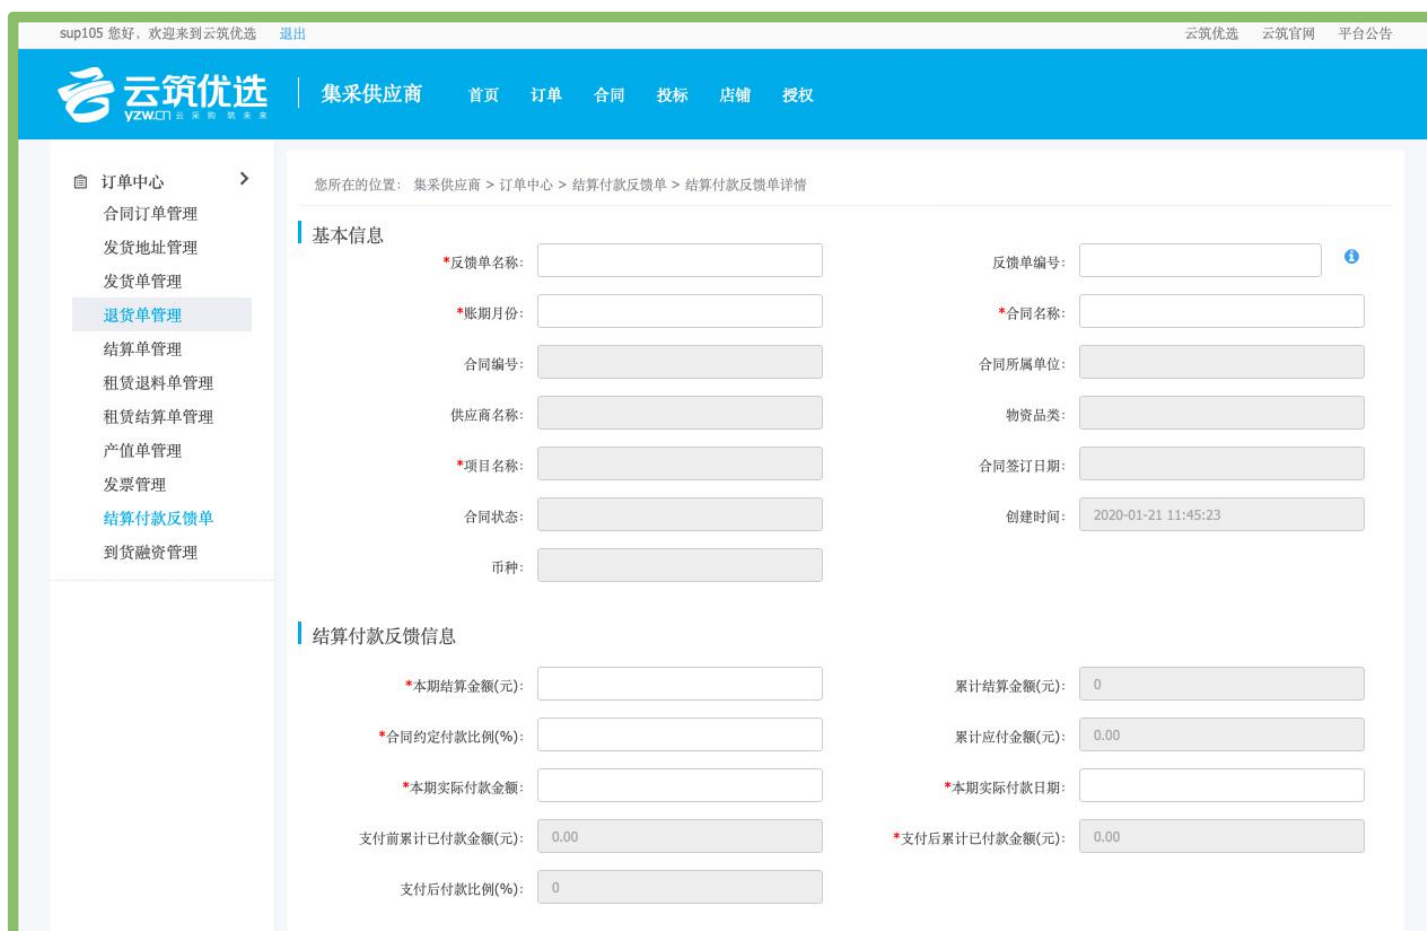 sup105 您好，欢迎来到云筑优选 退出 云筑优选 云筑官网 平台公告
云筑优选 集采供应商 首页 订单 合同 投标 店铺 授权
yzw.cn 云采购 筑未来
订单中心
合同订单管理
发货地址管理
发货单管理
退货单管理
结算单管理
租赁退料单管理
租赁结算单管理
产值单管理
发票管理
结算付款反馈单
到货融资管理
您所在的位置： 集采供应商 > 订单中心 > 结算付款反馈单 > 结算付款反馈单详情
基本信息
*反馈单名称： 反馈单编号：
*账期月份： *合同名称：
合同编号： 合同所属单位：
供应商名称： 物资品类：
*项目名称： 合同签订日期：
合同状态： 创建时间： 2020-01-21 11:45:23
币种：
结算付款反馈信息
*本期结算金额(元)： 累计结算金额(元)： 0
*合同约定付款比例(%)： 累计应付金额(元)： 0.00
*本期实际付款金额： *本期实际付款日期：
支付前累计已付款金额(元)： 0.00 *支付后累计已付款金额(元)： 0.00
支付后付款比例(%)： 0